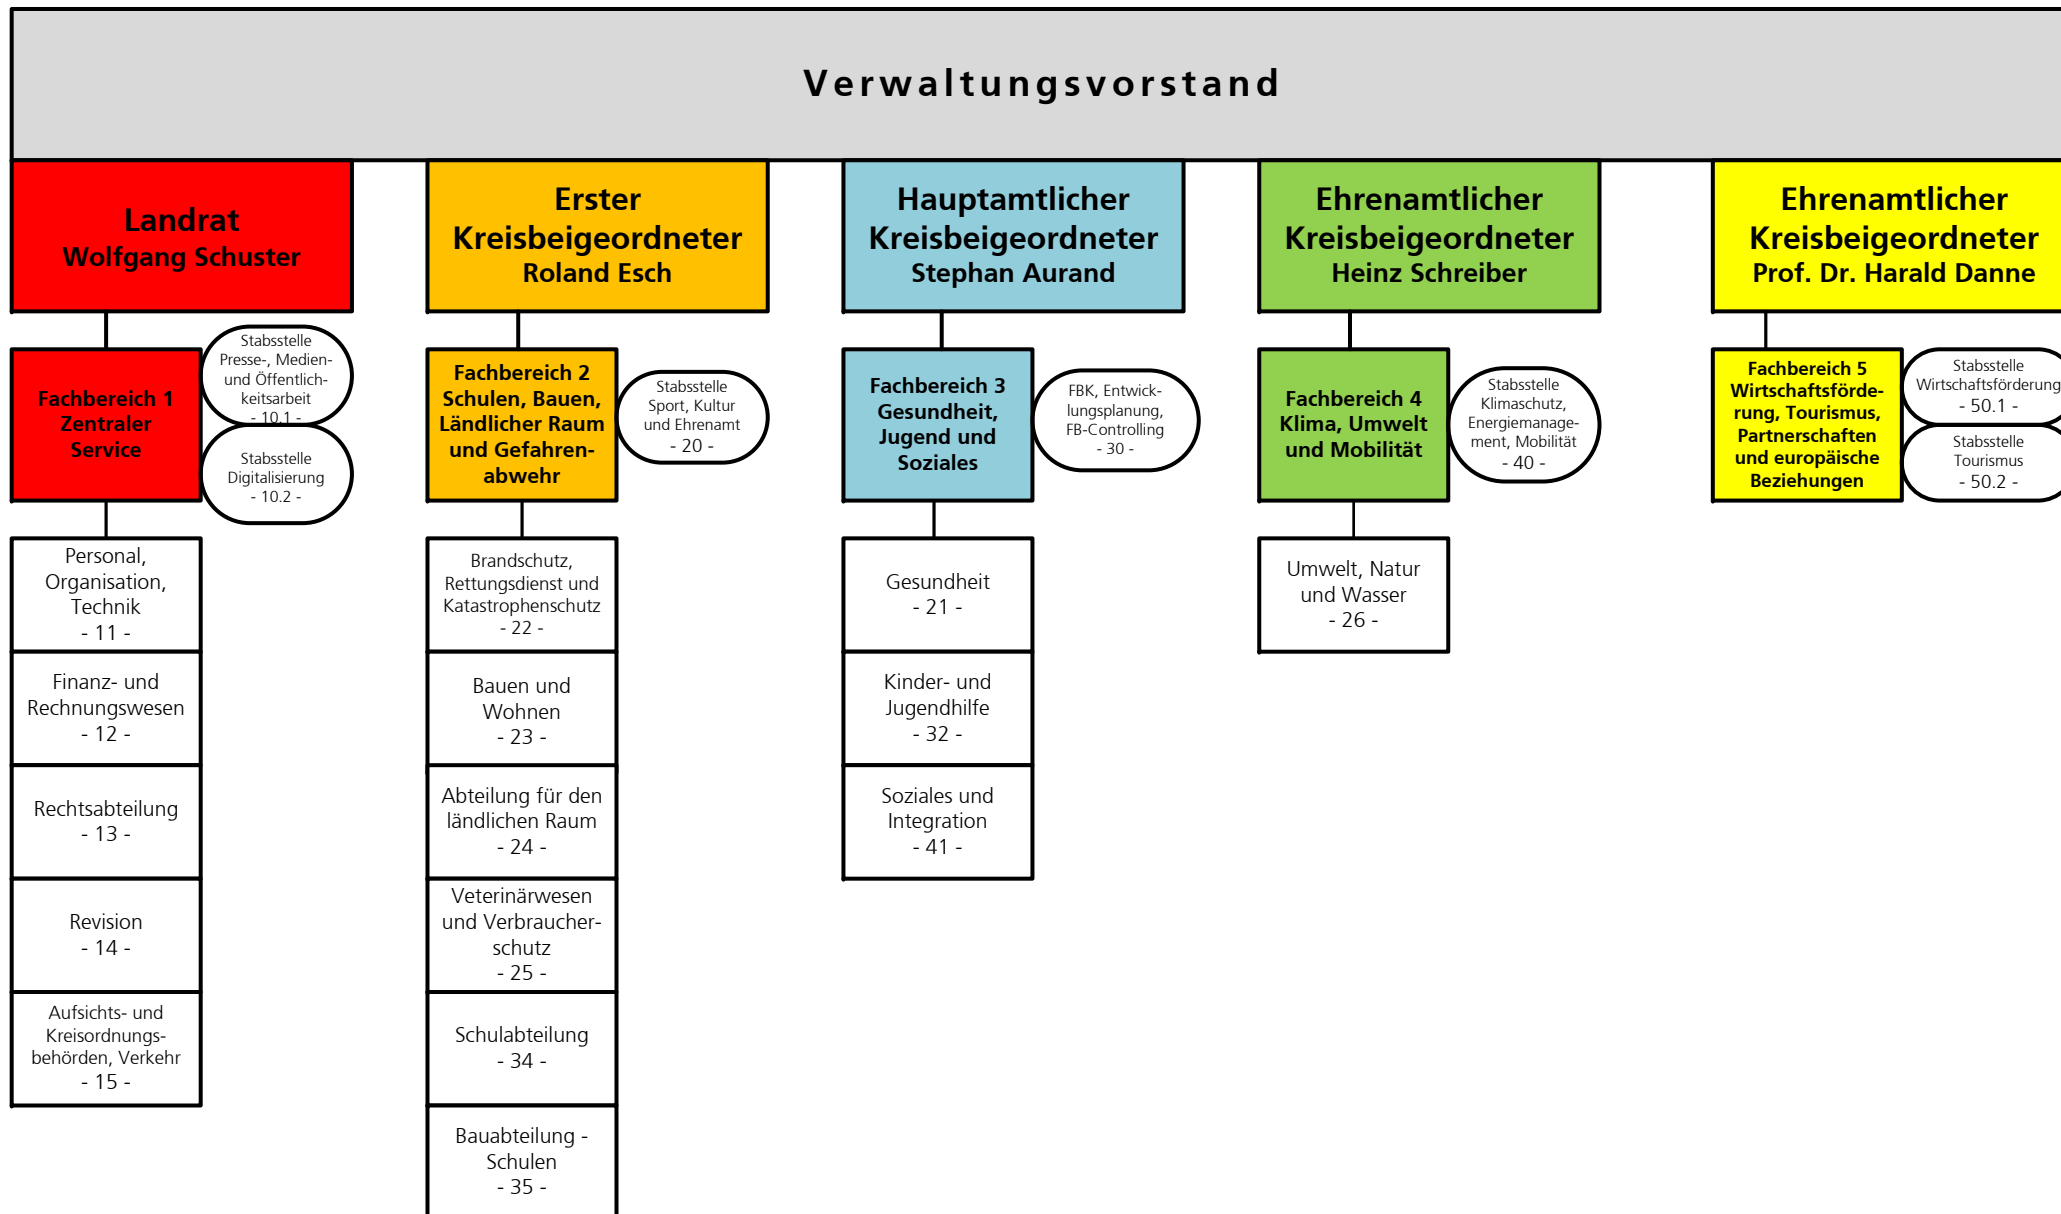 Verwaltungsvorstand
Landrat
Wolfgang Schuster
Erster
Kreisbeigeordneter
Roland Esch
Hauptamtlicher
Kreisbeigeordneter
Stephan Aurand
Ehrenamtlicher
Kreisbeigeordneter
Heinz Schreiber
Ehrenamtlicher
Kreisbeigeordneter
Prof. Dr. Harald Danne
Fachbereich 1
Zentraler
Service
Stabsstelle
Presse-, Medien-
und Öffentlich-
keitsarbeit
- 10.1 -
Stabsstelle
Digitalisierung
- 10.2 -
Fachbereich 2
Schulen, Bauen,
Ländlicher Raum
und Gefahren-
abwehr
Stabsstelle
Sport, Kultur
und Ehrenamt
- 20 -
Fachbereich 3
Gesundheit,
Jugend und
Soziales
FBK, Entwick-
lungsplanung,
FB-Controlling
- 30 -
Fachbereich 4
Klima, Umwelt
und Mobilität
Stabsstelle
Klimaschutz,
Energiemanage-
ment, Mobilität
- 40 -
Fachbereich 5
Wirtschaftsförde-
rung, Tourismus,
Partnerschaften
und europäische
Beziehungen
Stabsstelle
Wirtschaftsförderung
- 50.1 -
Stabsstelle
Tourismus
- 50.2 -
Personal,
Organisation,
Technik
- 11 -
Finanz- und
Rechnungswesen
- 12 -
Rechtsabteilung
- 13 -
Revision
- 14 -
Aufsichts- und
Kreisordnungs-
behörden, Verkehr
- 15 -
Brandschutz,
Rettungsdienst und
Katastrophenschutz
- 22 -
Bauen und
Wohnen
- 23 -
Abteilung für den
ländlichen Raum
- 24 -
Veterinärwesen
und Verbraucher-
schutz
- 25 -
Schulabteilung
- 34 -
Bauabteilung -
Schulen
- 35 -
Gesundheit
- 21 -
Kinder- und
Jugendhilfe
- 32 -
Soziales und
Integration
- 41 -
Umwelt, Natur
und Wasser
- 26 -